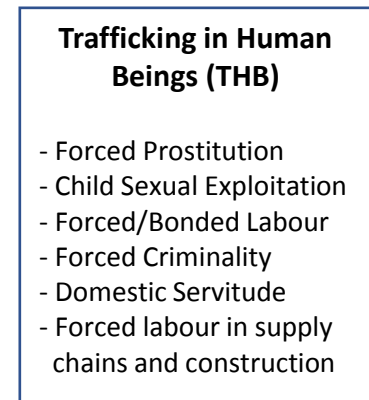 Trafficking in Human
Beings (THB)
- Forced Prostitution
- Child Sexual Exploitation
- Forced/Bonded Labour
- Forced Criminality
- Domestic Servitude
- Forced labour in supply
chains and construction